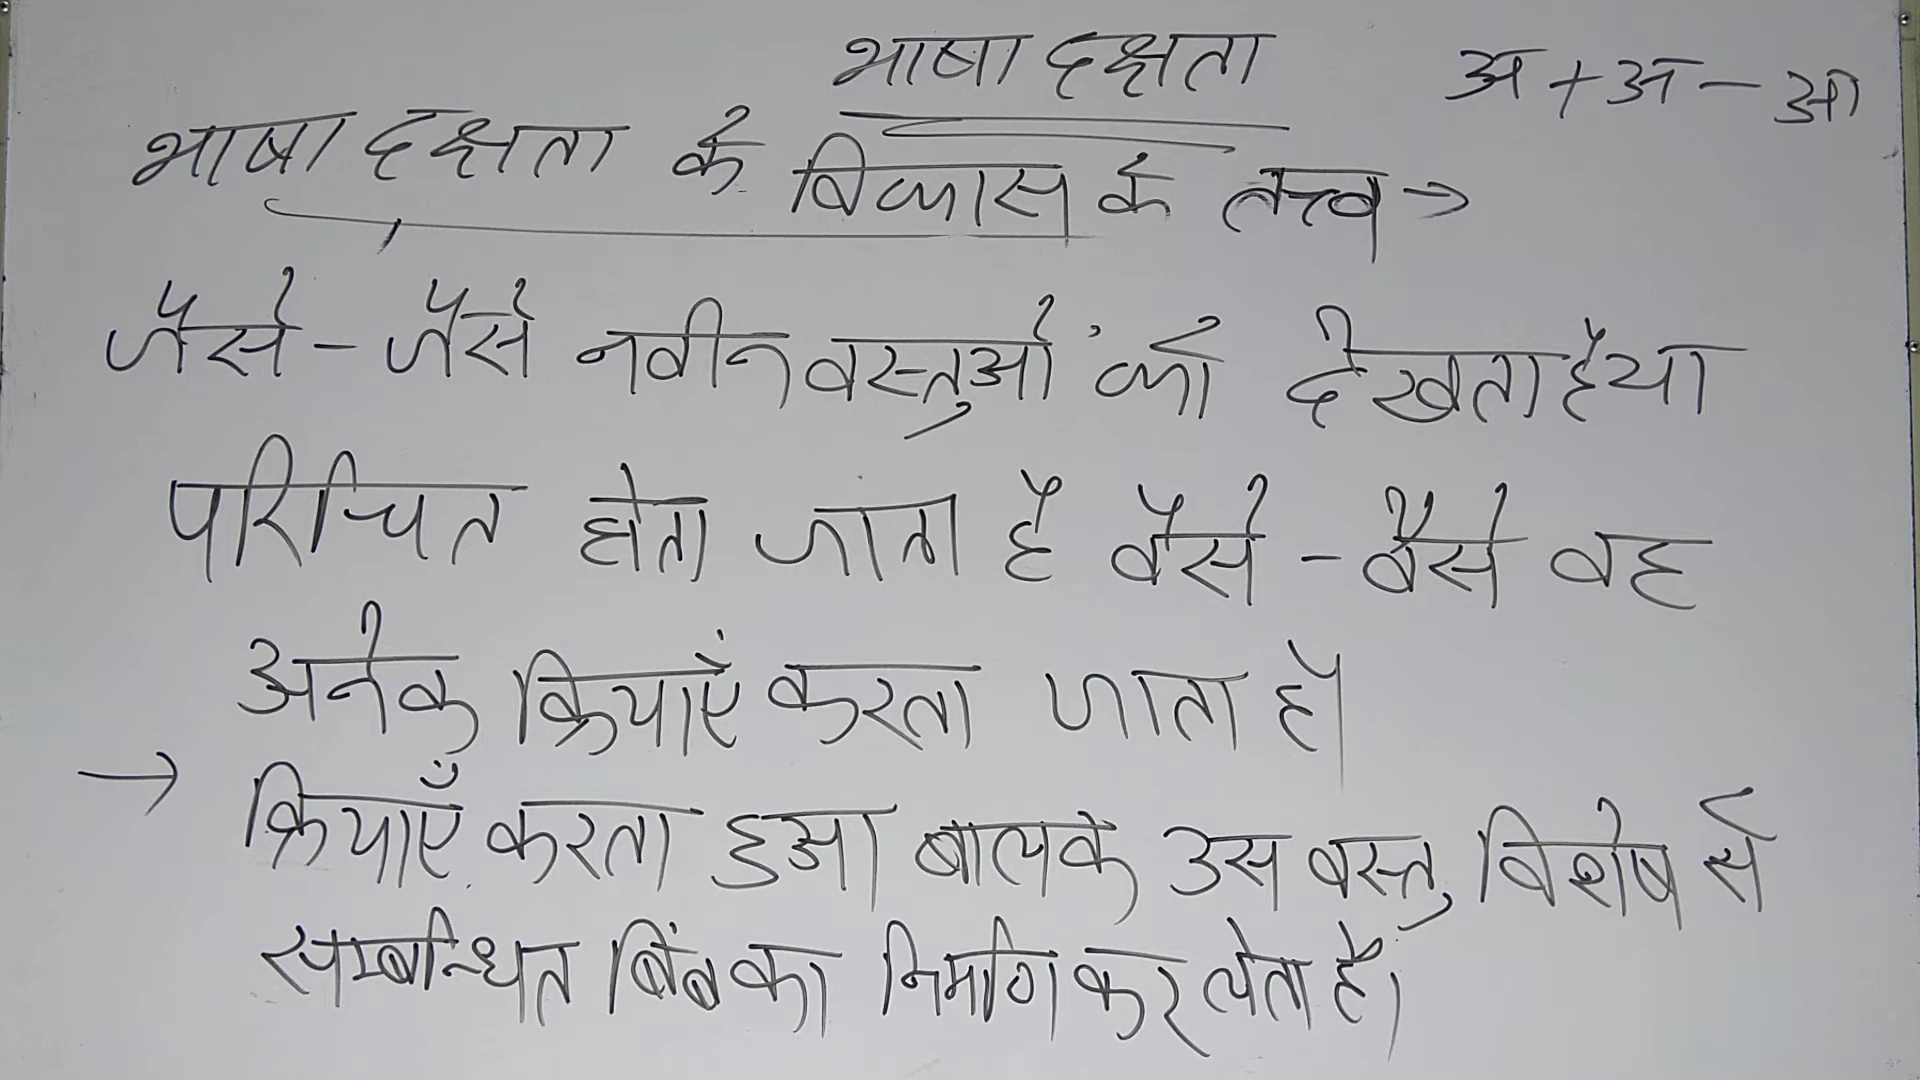 भाषा दक्षता
अ + अ - आ
भाषा दक्षता के विकास के तत्त्व →
जैसे - जैसे नवीन वस्तुओं को देखता है या
परिचित होता जाता है वैसे - वैसे वह
अनेक क्रियाएं करता जाता है।
→ क्रियाएँ करता हुआ बालक उस वस्तु विशेष से
सम्बन्धित बिंब का निर्माण कर लेता है।